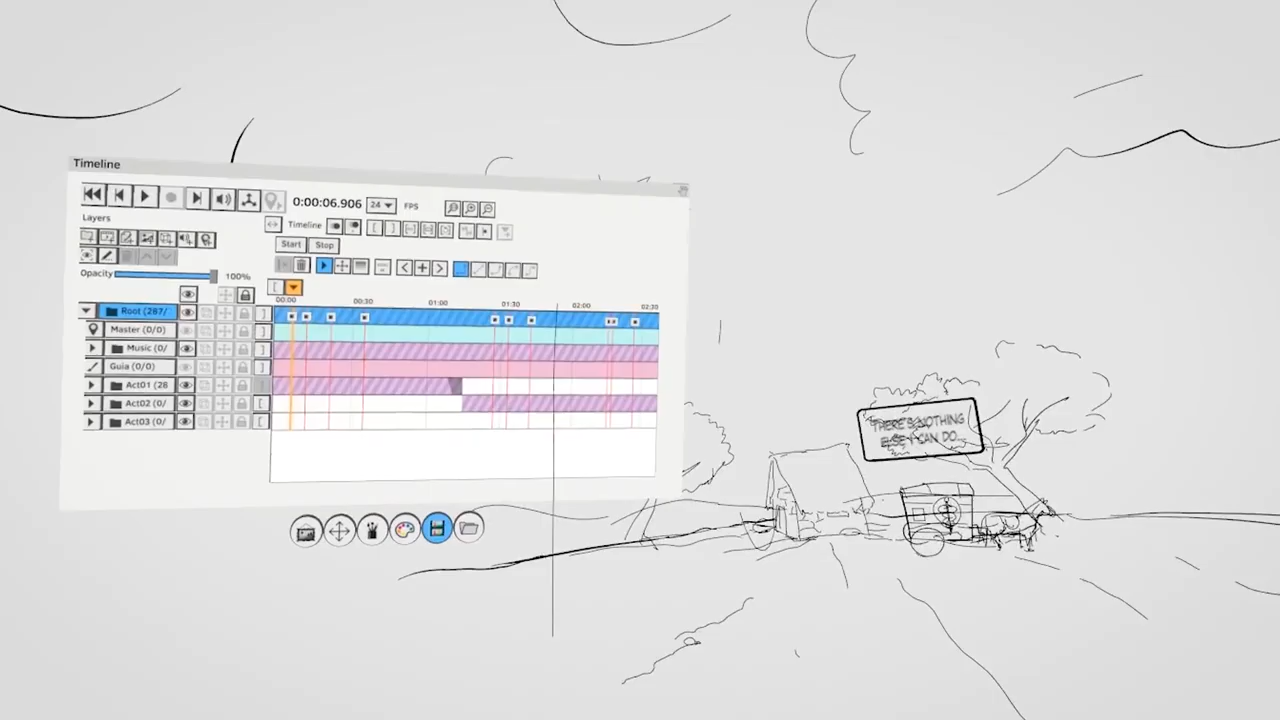 Timeline
0:00:06.906 24 FPS
Layers
Timeline
Start Stop
Opacity 100%
00:00 00:30 01:00 01:30 02:00 02:30
Root (287/
Master (0/0)
Music (0/
Guia (0/0)
Act01 (28
Act02 (0/
Act03 (0/
THERE'S NOTHING
ELSE I CAN DO...